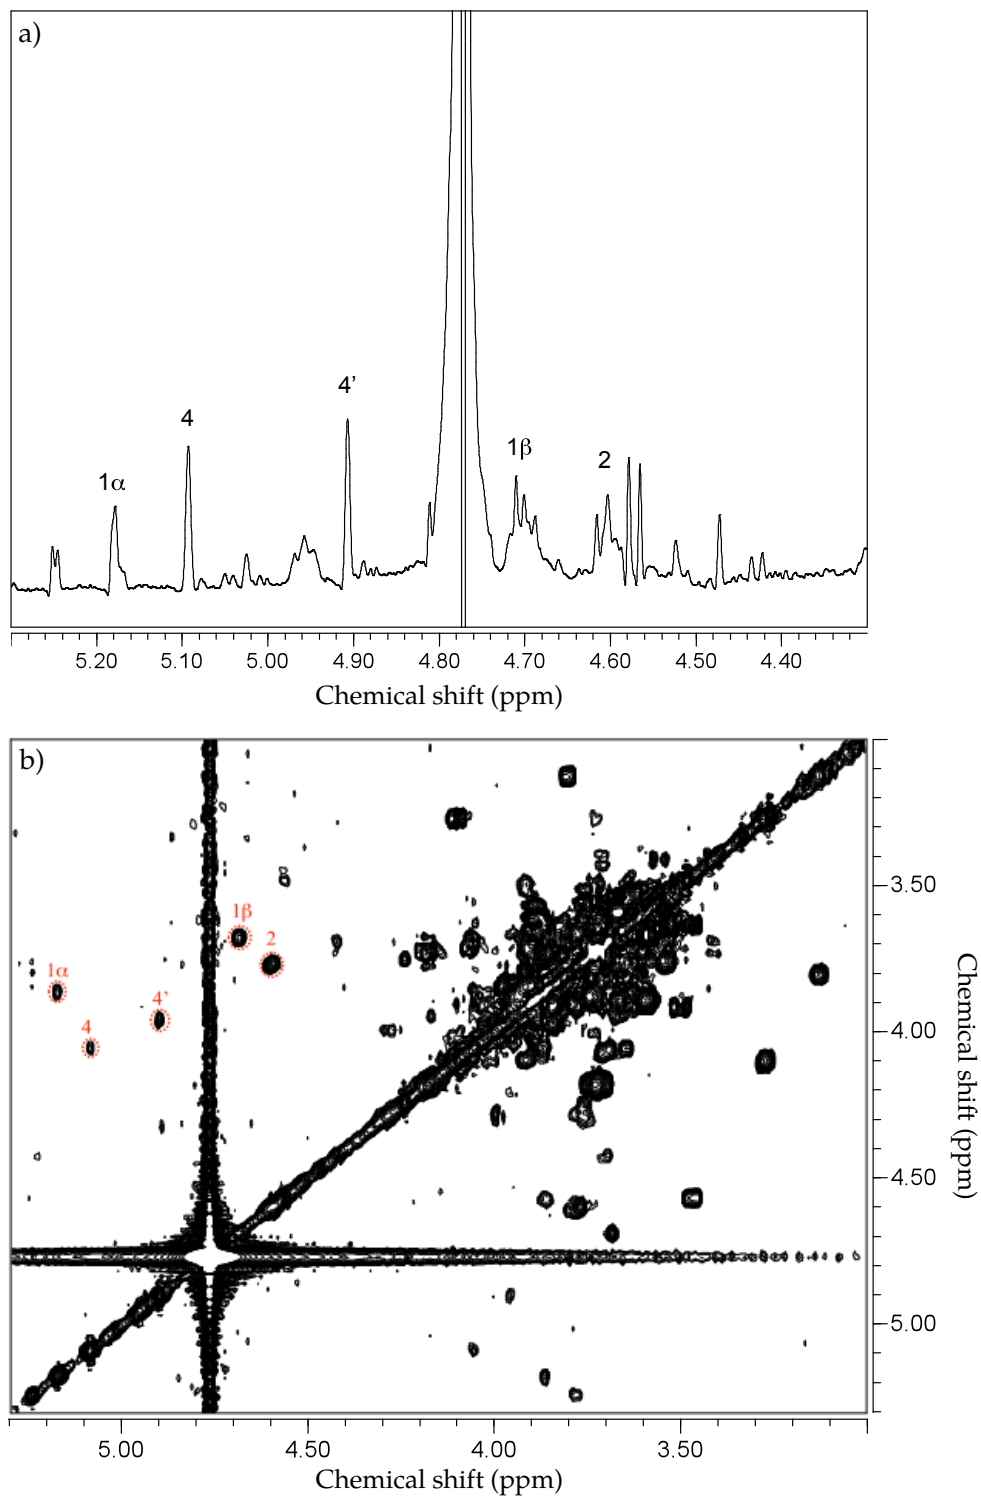 a)
4'
4
1β
2
1α
5.20 5.10 5.00 4.90 4.80 4.70 4.60 4.50 4.40
Chemical shift (ppm)
b)
3.50
1β
2
1α
4'
4
4.00
4.50
5.00
Chemical shift (ppm)
5.00 4.50 4.00 3.50
Chemical shift (ppm)